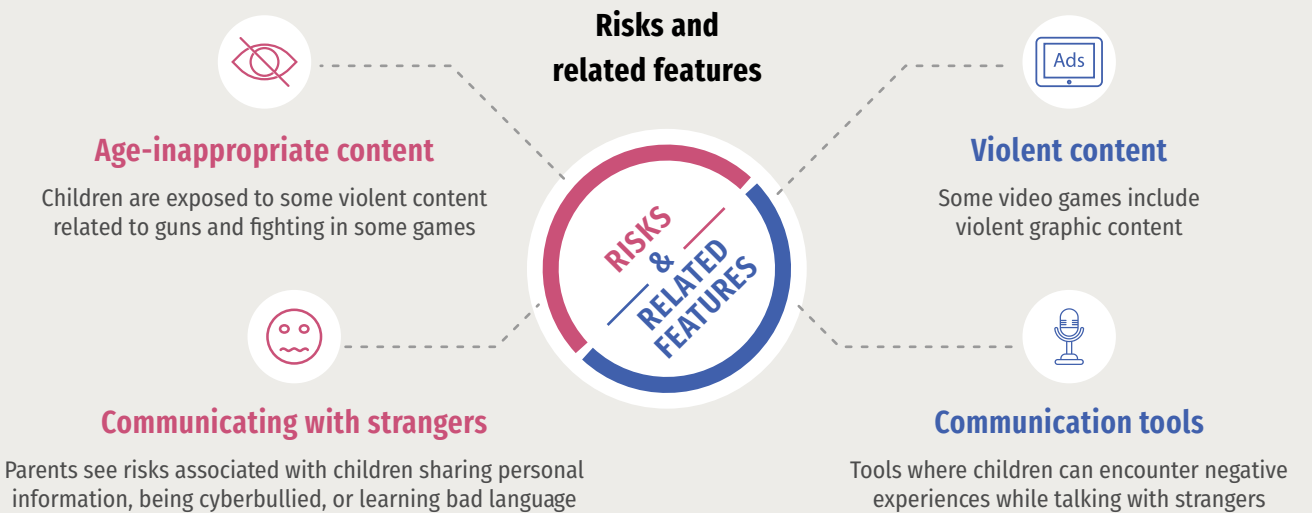 Risks and
related features
Ads
Age-inappropriate content
Children are exposed to some violent content
related to guns and fighting in some games
Violent content
Some video games include
violent graphic content
RISKS
&
RELATED
FEATURES
Communicating with strangers
Parents see risks associated with children sharing personal
information, being cyberbullied, or learning bad language
Communication tools
Tools where children can encounter negative
experiences while talking with strangers